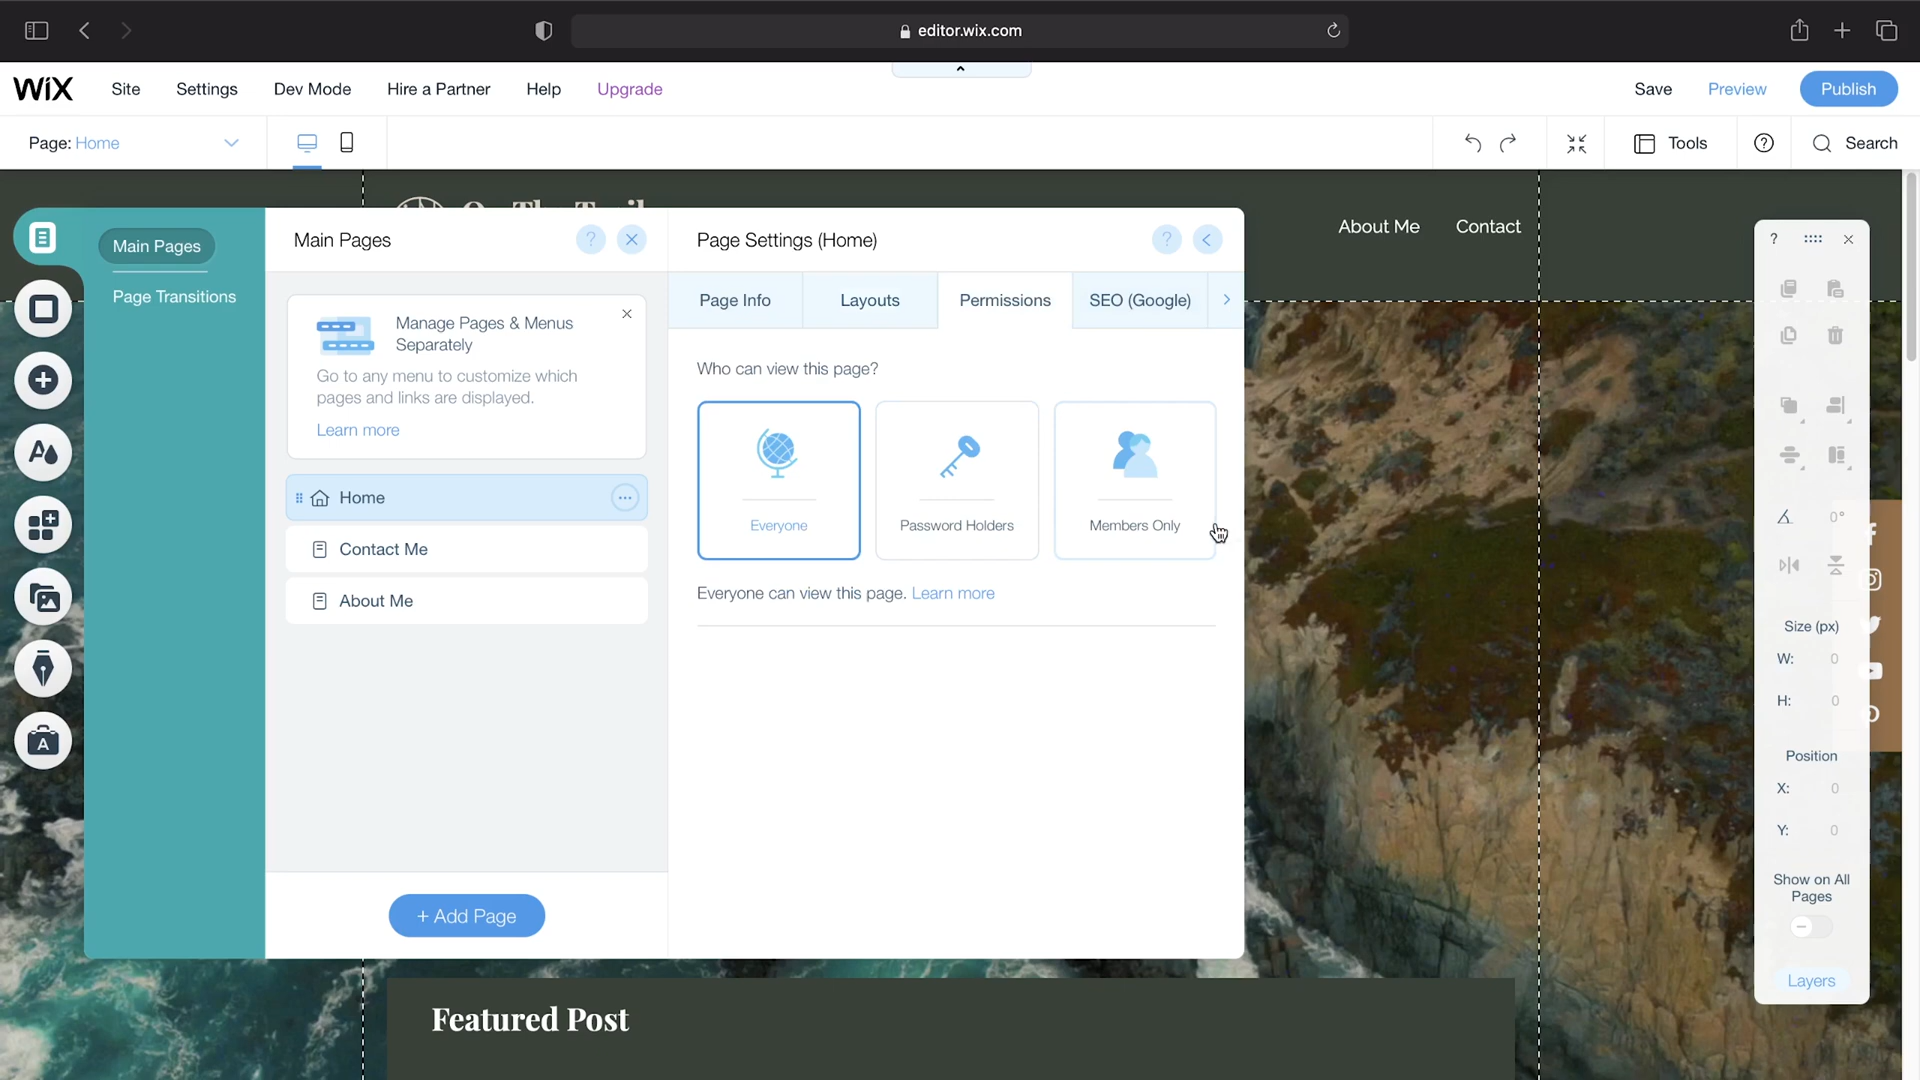 editor.wix.com
WiX
Site
Settings
Dev Mode
Hire a Partner
Help
Upgrade
Save
Preview
Publish
Page: Home
Tools
Search
About Me
Contact
Main Pages
Page Transitions
Main Pages
Manage Pages & Menus
Separately
Go to any menu to customize which
pages and links are displayed.
Learn more
Home
Contact Me
About Me
+ Add Page
Page Settings (Home)
Page Info
Layouts
Permissions
SEO (Google)
Who can view this page?
Everyone
Password Holders
Members Only
Everyone can view this page. Learn more
0°
Size (px)
W: 0
H: 0
Position
X: 0
Y: 0
Show on All
Pages
Layers
Featured Post